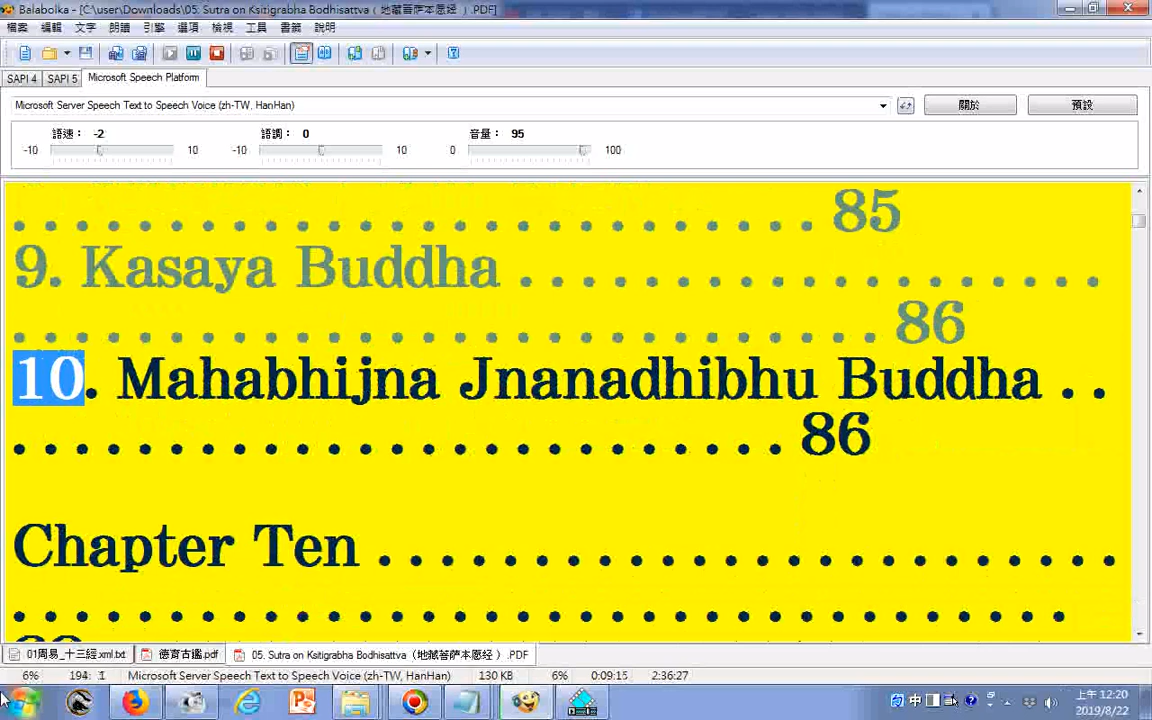 Balabolka - [C:\user\Downloads\05. Sutra on Ksitigrabha Bodhisattva (地藏菩萨本愿经 ).PDF]
檔案 編輯 文字 朗讀 引擎 選項 檢視 工具 書籤 說明
SAPI 4 SAPI 5 Microsoft Speech Platform
Microsoft Server Speech Text to Speech Voice (zh-TW, HanHan) 關於 預設
語速： -2 語調： 0 音量： 95
-10 10 -10 10 0 100
. . . . . . . . . . . . . . . . . . . . . . . . . . 85
9. Kasaya Buddha . . . . . . . . . . . . . . . . . . .
. . . . . . . . . . . . . . . . . . . . . . . . . . . . 86
10. Mahabhijna Jnanadhibhu Buddha . .
. . . . . . . . . . . . . . . . . . . . . . . . . 86
Chapter Ten . . . . . . . . . . . . . . . . . . . . . . . .
. . . . . . . . . . . . . . . . . . . . . . . . . . . . . . . . . .
01周易_十三經.xml.txt 德育古鑑.pdf 05. Sutra on Ksitigrabha Bodhisattva（地藏菩萨本愿经 ）.PDF
6% 194: 1 Microsoft Server Speech Text to Speech Voice (zh-TW, HanHan) 130 KB 6% 0:09:15 2:36:27
中 上午 12:20
2019/8/22